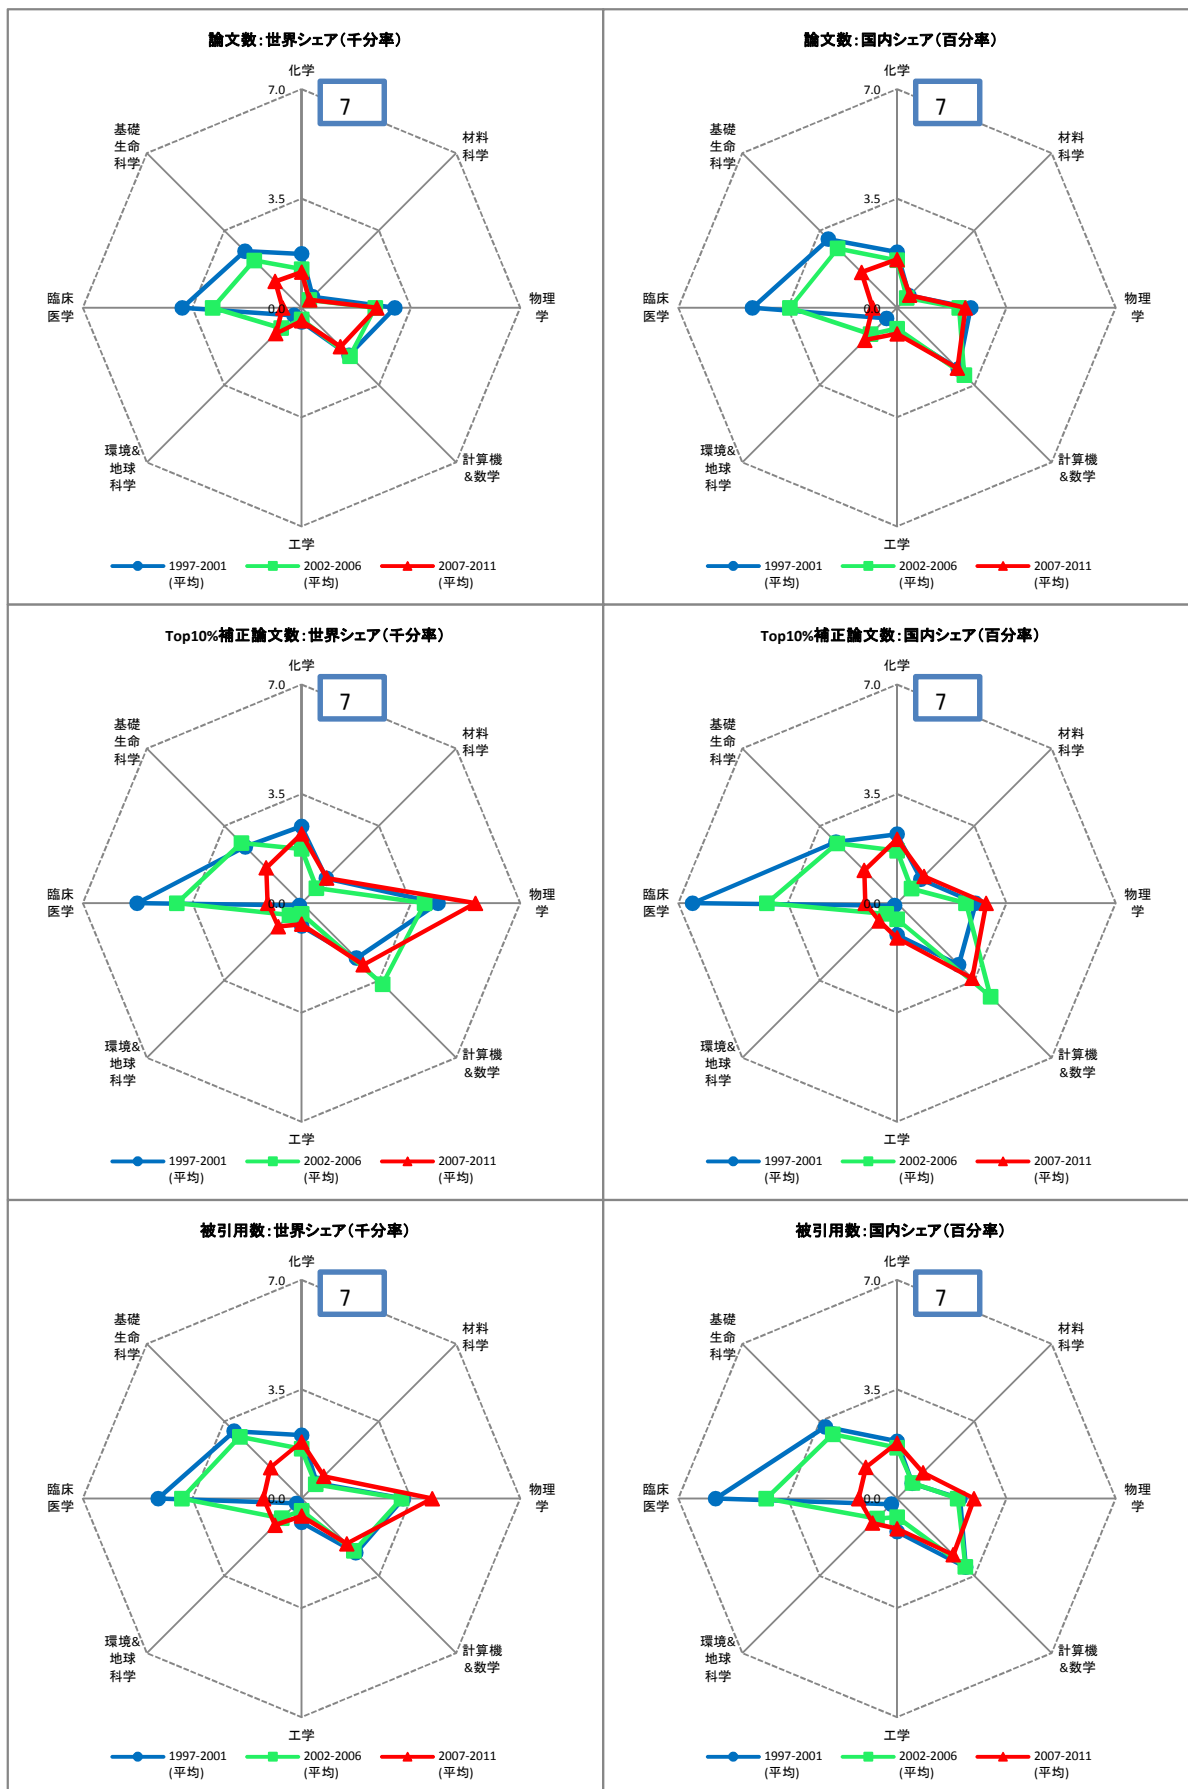 論文数：世界シェア（千分率）
化学
7.0
7
材料
科学
基礎
生命
科学
3.5
臨床
医学
0.0
物理
学
環境&
地球
科学
計算機
&数学
工学
1997-2001
(平均)
2002-2006
(平均)
2007-2011
(平均)
論文数：国内シェア（百分率）
化学
7.0
7
材料
科学
基礎
生命
科学
3.5
臨床
医学
0.0
物理
学
環境&
地球
科学
計算機
&数学
工学
1997-2001
(平均)
2002-2006
(平均)
2007-2011
(平均)
Top10%補正論文数：世界シェア（千分率）
化学
7.0
7
材料
科学
基礎
生命
科学
3.5
臨床
医学
0.0
物理
学
環境&
地球
科学
計算機
&数学
工学
1997-2001
(平均)
2002-2006
(平均)
2007-2011
(平均)
Top10%補正論文数：国内シェア（百分率）
化学
7.0
7
材料
科学
基礎
生命
科学
3.5
臨床
医学
0.0
物理
学
環境&
地球
科学
計算機
&数学
工学
1997-2001
(平均)
2002-2006
(平均)
2007-2011
(平均)
被引用数：世界シェア（千分率）
化学
7.0
7
材料
科学
基礎
生命
科学
3.5
臨床
医学
0.0
物理
学
環境&
地球
科学
計算機
&数学
工学
1997-2001
(平均)
2002-2006
(平均)
2007-2011
(平均)
被引用数：国内シェア（百分率）
化学
7.0
7
材料
科学
基礎
生命
科学
3.5
臨床
医学
0.0
物理
学
環境&
地球
科学
計算機
&数学
工学
1997-2001
(平均)
2002-2006
(平均)
2007-2011
(平均)